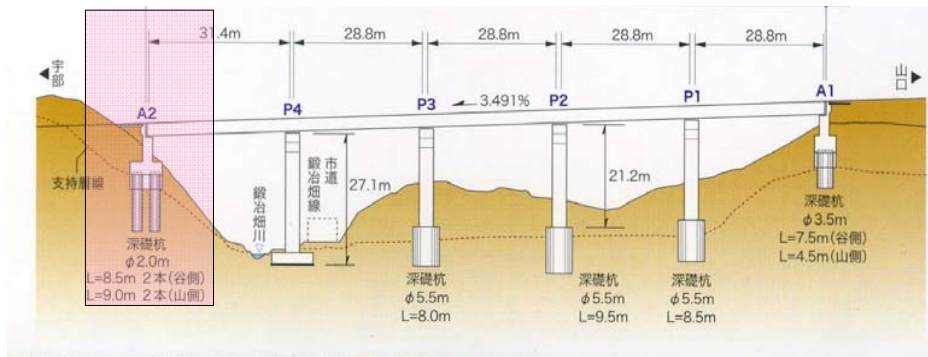 31.4m
28.8m
28.8m
28.8m
28.8m
宇部
山口
A2
P4
P3
3.491%
P2
P1
A1
支持層線
鍛冶畑川
市道
鍛冶畑線
27.1m
21.2m
深礎杭
φ2.0m
L=8.5m 2本(谷側)
L=9.0m 2本(山側)
深礎杭
φ5.5m
L=8.0m
深礎杭
φ5.5m
L=9.5m
深礎杭
φ5.5m
L=8.5m
深礎杭
φ3.5m
L=7.5m(谷側)
L=4.5m(山側)